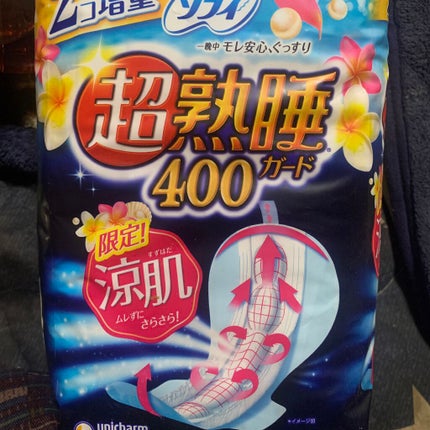 2コ増量
ソフィ
一晩中 モレ安心、ぐっすり
超熟睡®
ガード
400
限定!
すずはだ
涼肌
ムレずに
さらさら!
*イメージ図
unicharm